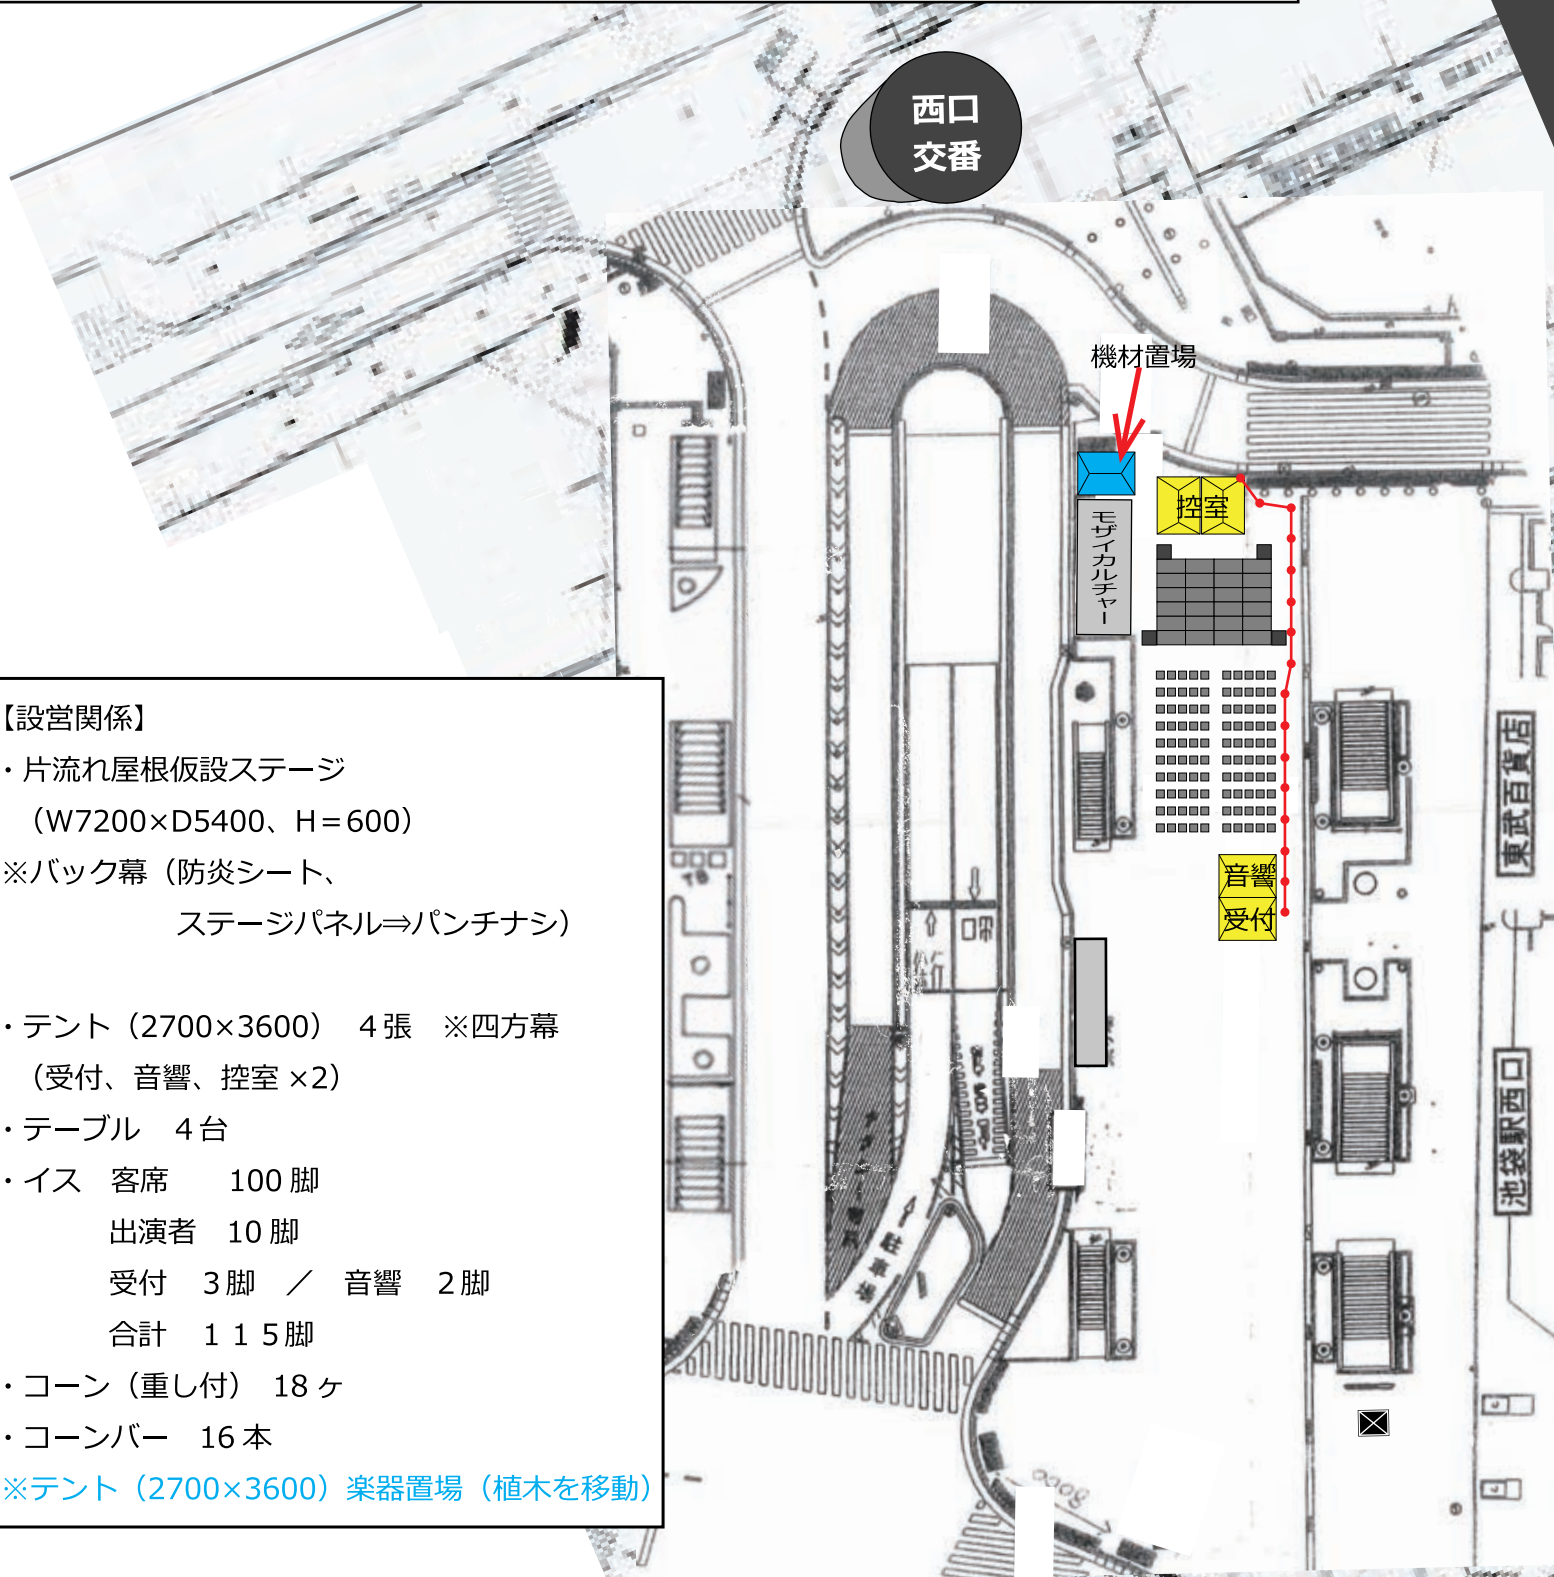 西口
交番
機材置場
控室
モザイカルチャー
音響
受付
東武百貨店
池袋駅西口
駐車場
【設営関係】
・片流れ屋根仮設ステージ
（W7200×D5400、H＝600）
※バック幕（防炎シート、
ステージパネル⇒パンチナシ）
・テント（2700×3600）　４張　※四方幕
（受付、音響、控室 ×2）
・テーブル　４台
・イス　客席　　100 脚
出演者　10 脚
受付　３脚　／　音響　２脚
合計　１１５脚
・コーン（重し付）　18 ヶ
・コーンバー　16 本
※テント（2700×3600）楽器置場（植木を移動）